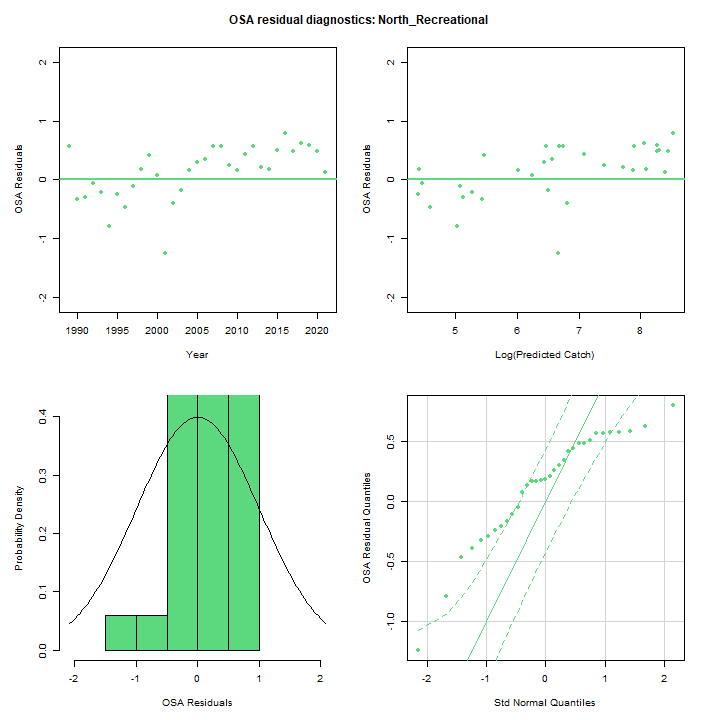 OSA residual diagnostics: North_Recreational
OSA Residuals
2
1
0
-1
-2
1990 1995 2000 2005 2010 2015 2020
Year
OSA Residuals
2
1
0
-1
-2
5 6 7 8
Log(Predicted Catch)
Probability Density
0.4
0.3
0.2
0.1
0.0
-2 -1 0 1 2
OSA Residuals
OSA Residual Quantiles
0.5
0.0
-0.5
-1.0
-2 -1 0 1 2
Std Normal Quantiles